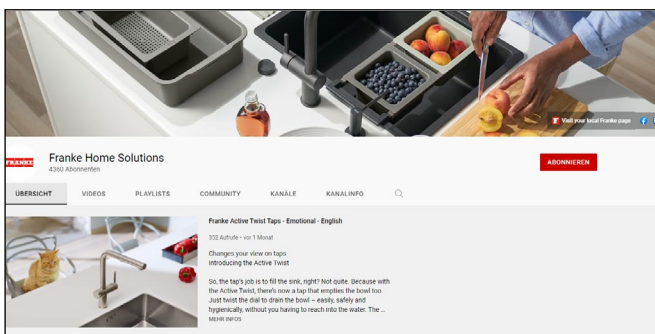 Visit your local Franke page
FRANKE
Franke Home Solutions
4360 Abonnenten
ABONNIEREN
ÜBERSICHT VIDEOS PLAYLISTS COMMUNITY KANÄLE KANALINFO
Franke Active Twist Taps - Emotional - English
352 Aufrufe • vor 1 Monat
Changes your view on taps
Introducing the Active Twist
So, the tap's job is to fill the sink, right? Not quite. Because with
the Active Twist, there's now a tap that empties the bowl too.
Just twist the dial to drain the bowl – easily, safely and
hygienically, without you having to reach into the water. The ...
MEHR INFOS